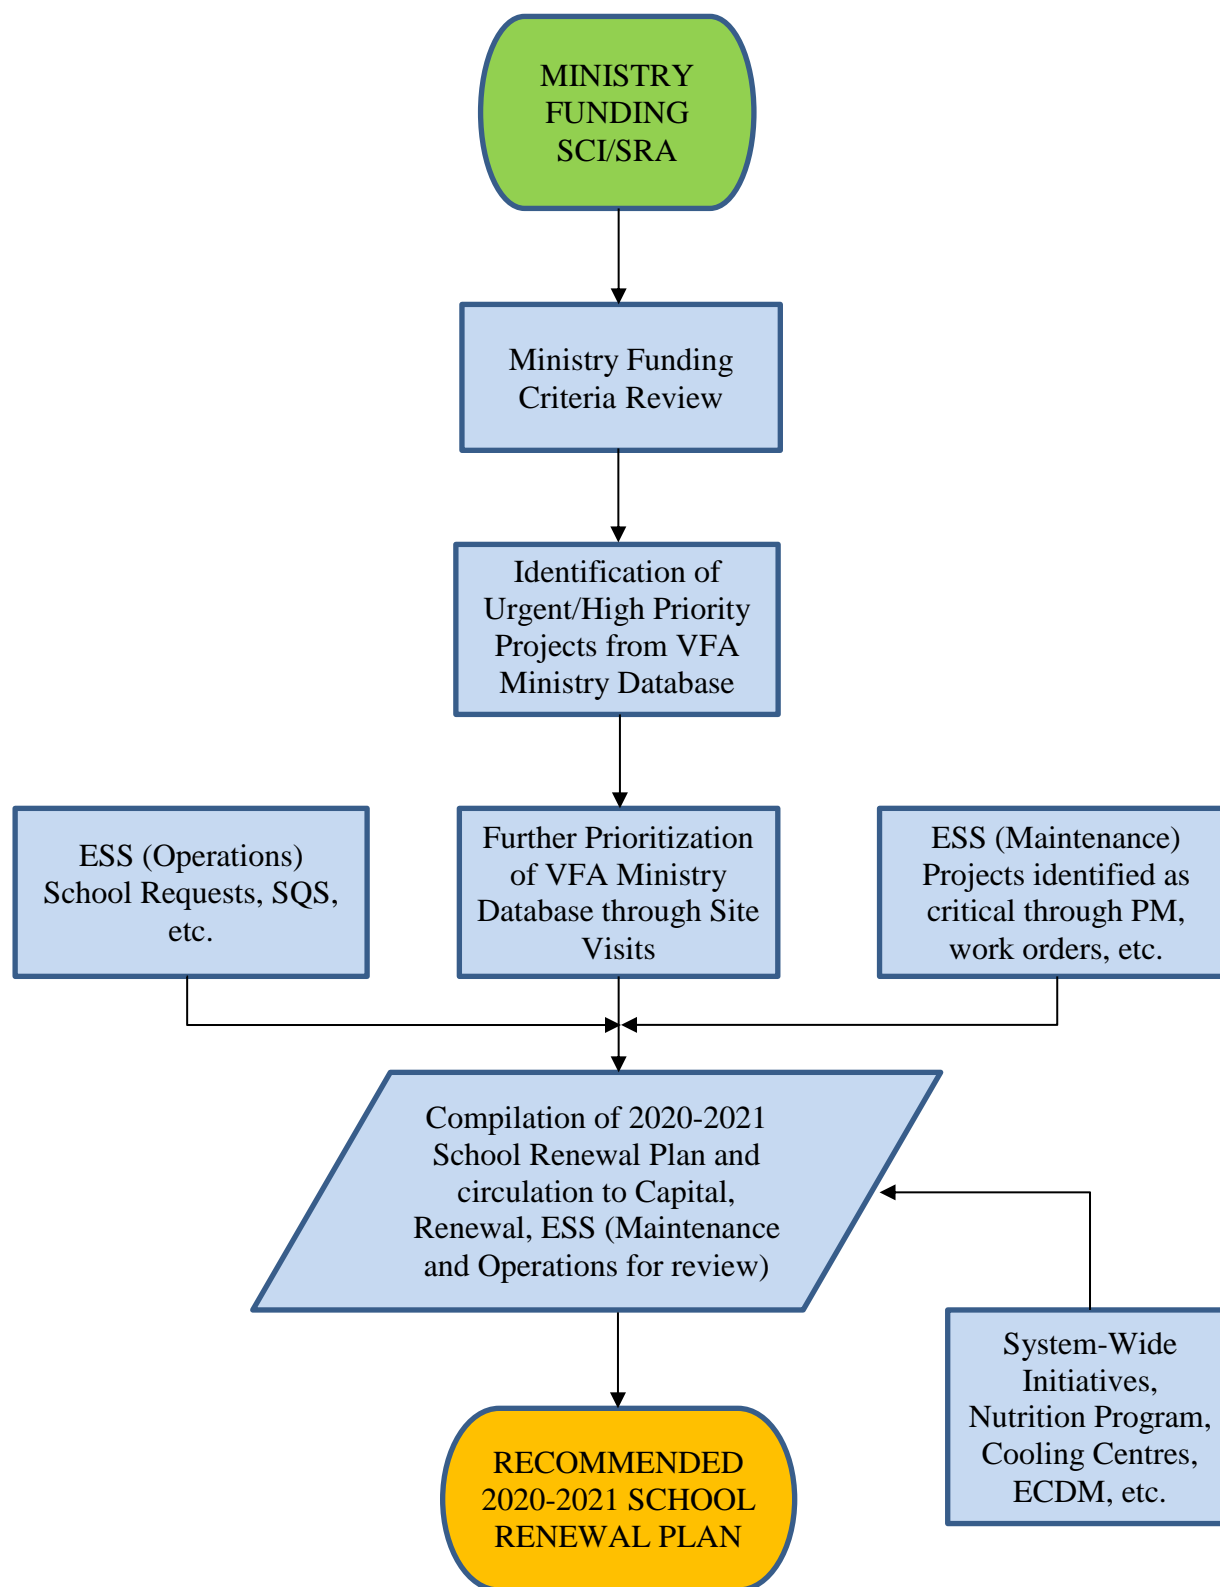 MINISTRY
FUNDING
SCI/SRA
Ministry Funding
Criteria Review
Identification of
Urgent/High Priority
Projects from VFA
Ministry Database
ESS (Operations)
School Requests, SQS,
etc.
Further Prioritization
of VFA Ministry
Database through Site
Visits
ESS (Maintenance)
Projects identified as
critical through PM,
work orders, etc.
Compilation of 2020-2021
School Renewal Plan and
circulation to Capital,
Renewal, ESS (Maintenance
and Operations for review)
System-Wide
Initiatives,
Nutrition Program,
Cooling Centres,
ECDM, etc.
RECOMMENDED
2020-2021 SCHOOL
RENEWAL PLAN